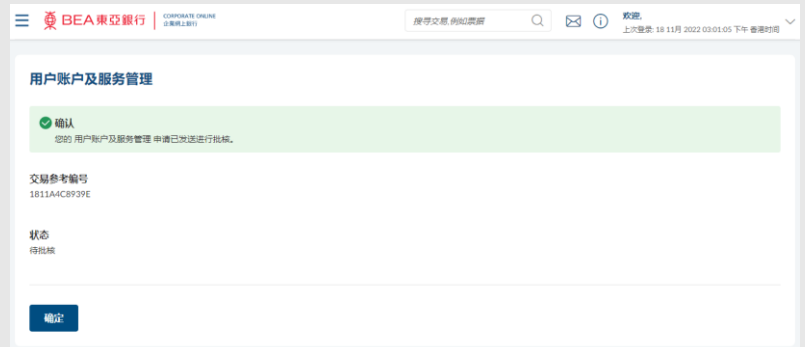 BEA東亞銀行
CORPORATE ONLINE
企業網上銀行
搜寻交易,例如票据
欢迎,
上次登录: 18 11月 2022 03:01:05 下午 香港时间
用户账户及服务管理
确认
您的 用户账户及服务管理 申请已发送进行批核。
交易参考编号
1811A4C8939E
状态
待批核
确定